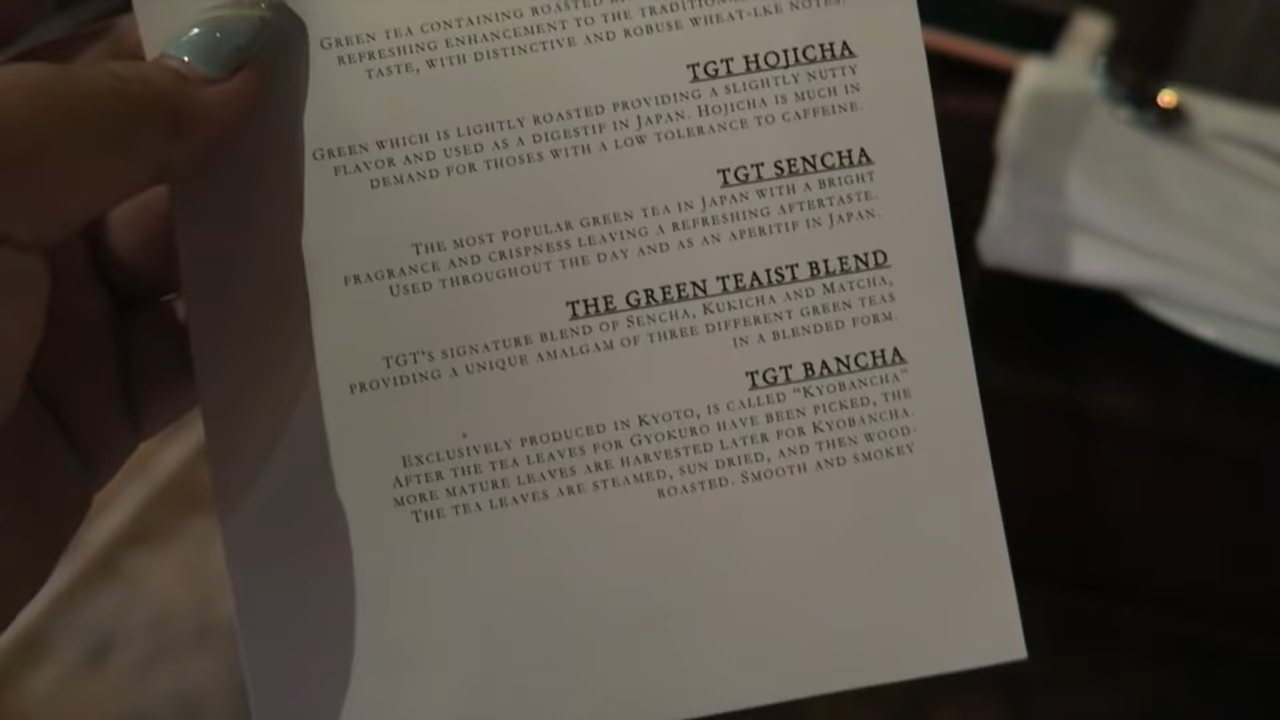 GREEN TEA CONTAINING ROASTED
REFRESHING ENHANCEMENT TO THE
TASTE, WITH DISTINCTIVE AND ROBUSE WHEAT-LKE NOTES.
TGT HOJICHA
GREEN WHICH IS LIGHTLY ROASTED PROVIDING A SLIGHTLY NUTTY
FLAVOR AND USED AS A DIGESTIF IN JAPAN. HOJICHA IS MUCH IN
DEMAND FOR THOSE WITH A LOW TOLERANCE TO CAFFEINE.
TGT SENCHA
THE MOST POPULAR GREEN TEA IN JAPAN WITH A BRIGHT
FRAGRANCE AND CRISPNESS LEAVING A REFRESHING AFTERTASTE.
USED THROUGHOUT THE DAY AND AS AN APERITIF IN JAPAN.
THE GREEN TEAIST BLEND
TGT'S SIGNATURE BLEND OF SENCHA, KUKICHA AND MATCHA,
PROVIDING A UNIQUE AMALGAM OF THREE DIFFERENT GREEN TEAS
IN A BLENDED FORM.
TGT BANCHA
EXCLUSIVELY PRODUCED IN KYOTO, IS CALLED "KYOBANCHA"
AFTER THE TEA LEAVES FOR GYOKURO HAVE BEEN PICKED, THE
MORE MATURE LEAVES ARE HARVESTED LATER FOR KYOBANCHA.
THE TEA LEAVES ARE STEAMED, SUN DRIED, AND THEN WOOD-
ROASTED. SMOOTH AND SMOKEY